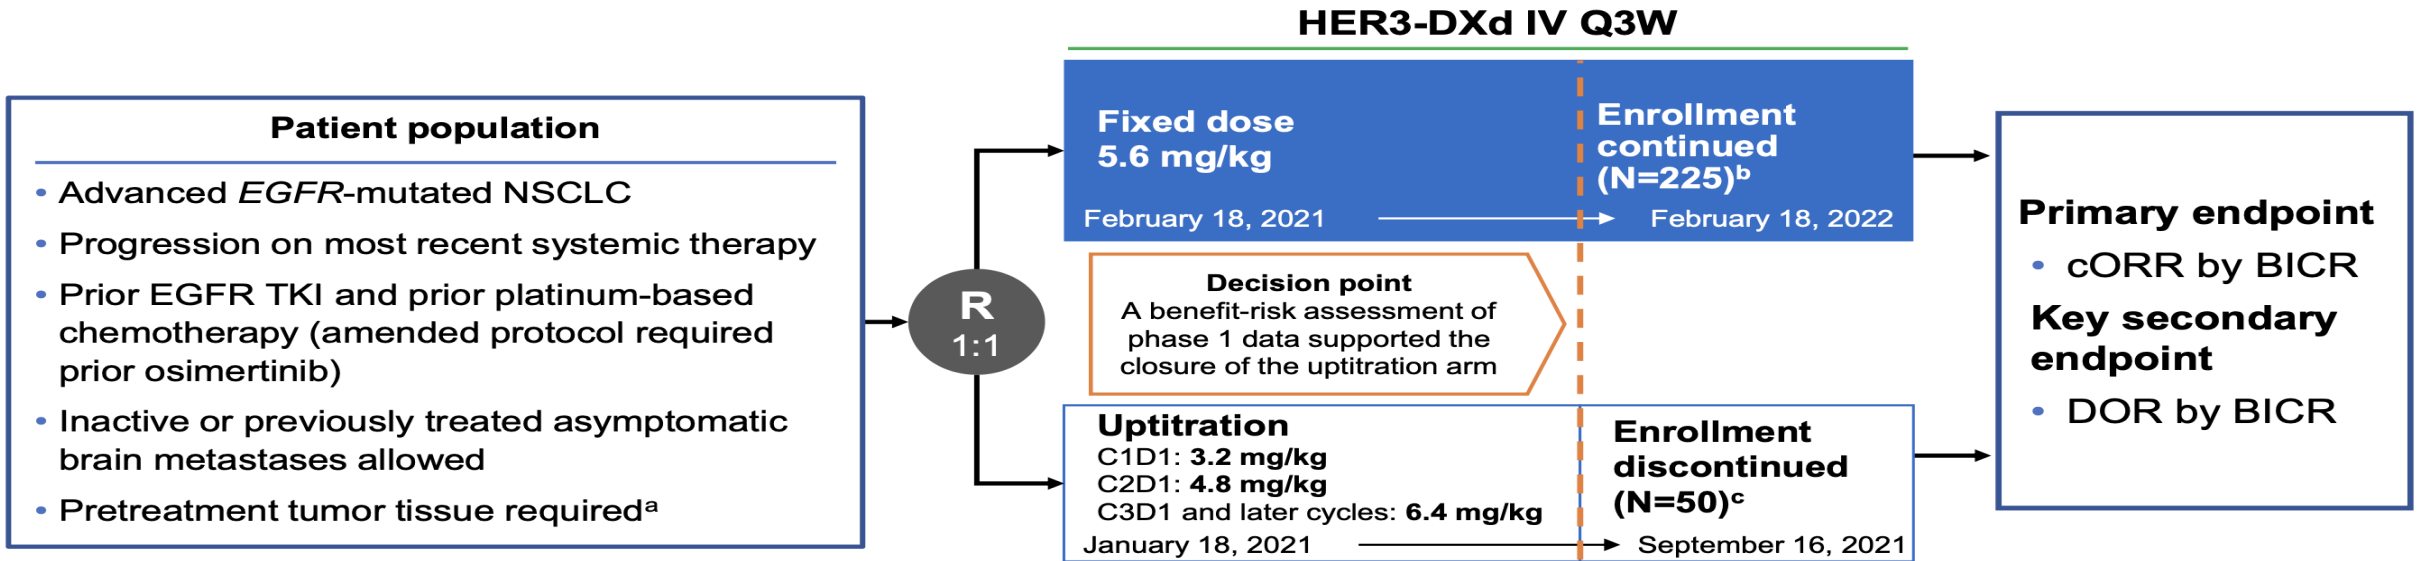 HER3-DXd IV Q3W
Patient population
• Advanced EGFR-mutated NSCLC
• Progression on most recent systemic therapy
• Prior EGFR TKI and prior platinum-based
chemotherapy (amended protocol required
prior osimertinib)
• Inactive or previously treated asymptomatic
brain metastases allowed
• Pretreatment tumor tissue requiredᵃ
R
1:1
Fixed dose
5.6 mg/kg
February 18, 2021
Enrollment
continued
(N=225)ᵇ
February 18, 2022
Decision point
A benefit-risk assessment of
phase 1 data supported the
closure of the uptitration arm
Uptitration
C1D1: 3.2 mg/kg
C2D1: 4.8 mg/kg
C3D1 and later cycles: 6.4 mg/kg
January 18, 2021
Enrollment
discontinued
(N=50)ᶜ
September 16, 2021
Primary endpoint
• cORR by BICR
Key secondary
endpoint
• DOR by BICR